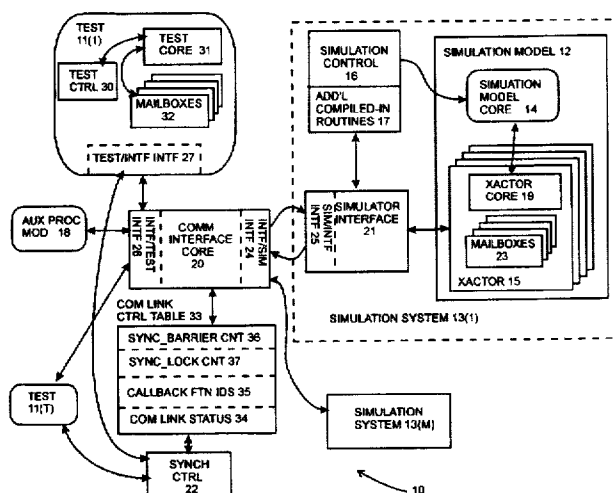 TEST
11(1)
TEST
CORE 31
TEST
CTRL 30
MAILBOXES
32
TEST/INTF INTF 27
AUX PROC
MOD 18
INTF/TEST
INTF 26
COMM
INTERFACE
CORE
20
INTF/SIM
INTF 24
COM LINK
CTRL TABLE 33
SYNC_BARRIER CNT 36
SYNC_LOCK CNT 37
CALLBACK FTN IDS 35
COM LINK STATUS 34
TEST
11(T)
SYNCH
CTRL
22
SIMULATION
CONTROL
16
ADD'L
COMPILED-IN
ROUTINES 17
SIM/INTF
INTF 25
SIMULATOR
INTERFACE
21
SIMULATION MODEL 12
SIMUATION
MODEL
CORE 14
XACTOR
CORE 19
MAILBOXES
23
XACTOR 15
SIMULATION SYSTEM 13(1)
SIMULATION
SYSTEM 13(M)
10